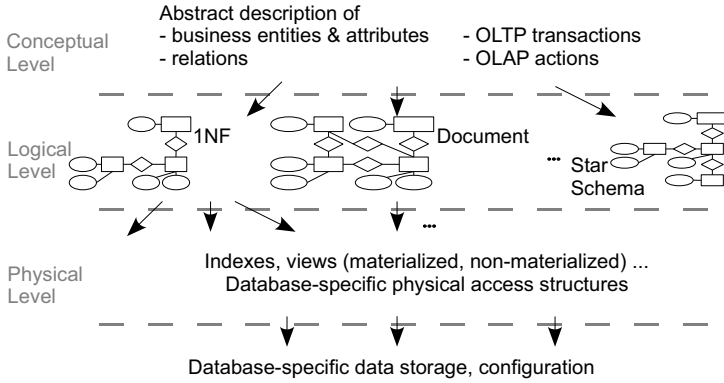 Abstract description of
- business entities & attributes
- relations
- OLTP transactions
- OLAP actions
Conceptual
Level
1NF
Document
Logical
Level
...
Star
Schema
...
Indexes, views (materialized, non-materialized) ...
Database-specific physical access structures
Physical
Level
Database-specific data storage, configuration